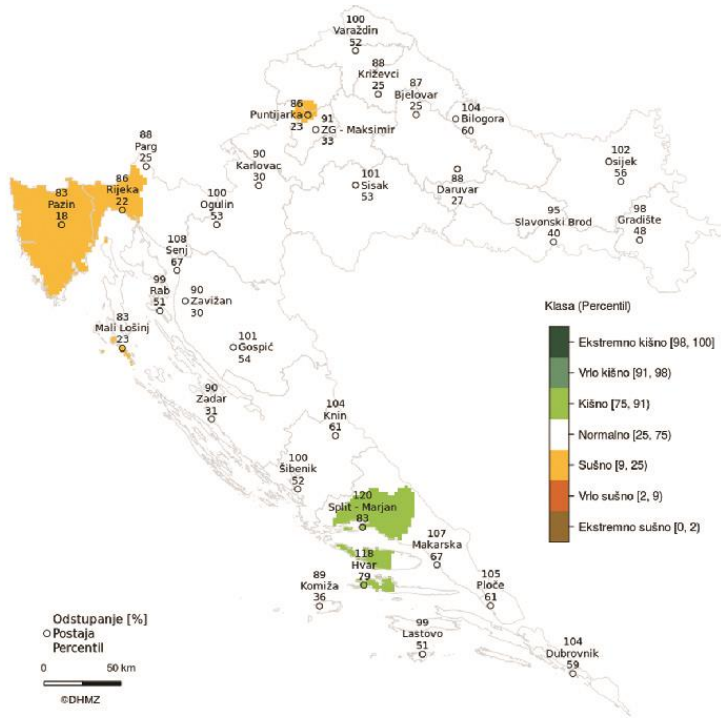 100
Varaždin
52
88
Križevci
25
87
Bjelovar
25
104
Bilogora
60
86
Puntijarka
23
91
ZG - Maksimir
33
88
Parg
25
90
Karlovac
30
101
Sisak
53
88
Daruvar
27
102
Osijek
56
83
Pazin
18
86
Rijeka
22
100
Ogulin
53
95
Slavonski Brod
40
98
Gradište
48
108
Senj
67
99
Rab
51
90
Zavižan
30
83
Mali Lošinj
23
101
Gospić
54
90
Zadar
31
104
Knin
61
100
Šibenik
52
120
Split - Marjan
83
107
Makarska
67
118
Hvar
79
89
Komiža
36
105
Ploče
61
99
Lastovo
51
104
Dubrovnik
59
Klasa (Percentil)
Ekstremno kišno [98, 100]
Vrlo kišno [91, 98)
Kišno [75, 91)
Normalno [25, 75)
Sušno [9, 25)
Vrlo sušno [2, 9)
Ekstremno sušno [0, 2)
Odstupanje [%]
Postaja
Percentil
0 50 km
©DHMZ